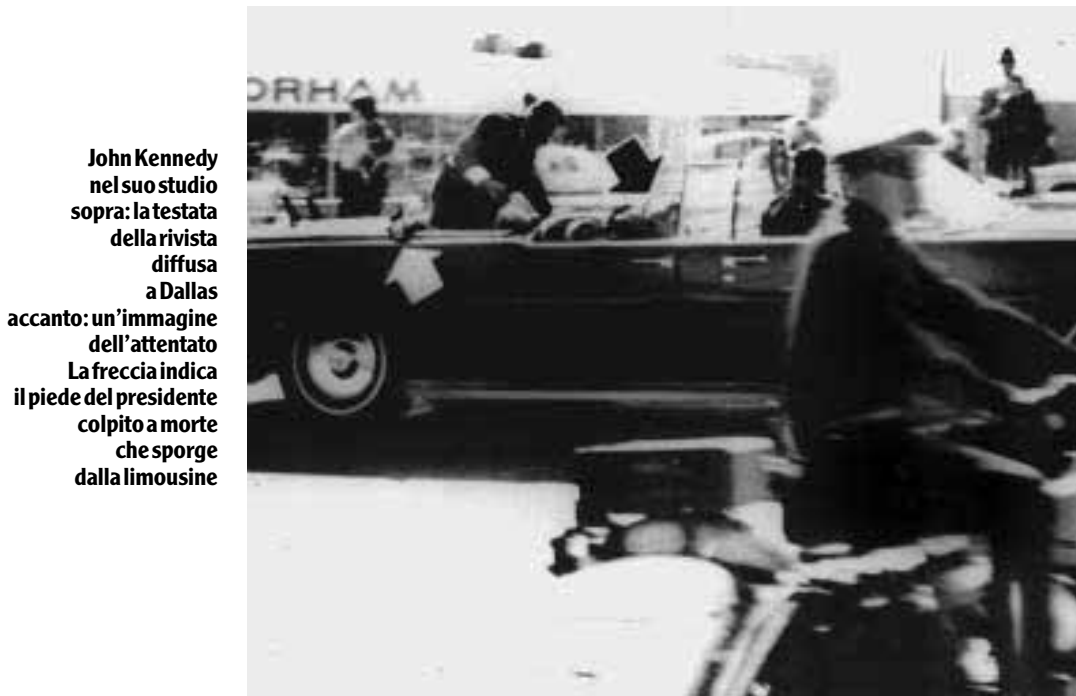 John Kennedy
nel suo studio
sopra: la testata
della rivista
diffusa
a Dallas
accanto: un’immagine
dell’attentato
La freccia indica
il piede del presidente
colpito a morte
che sporge
dalla limousine
ORHAM